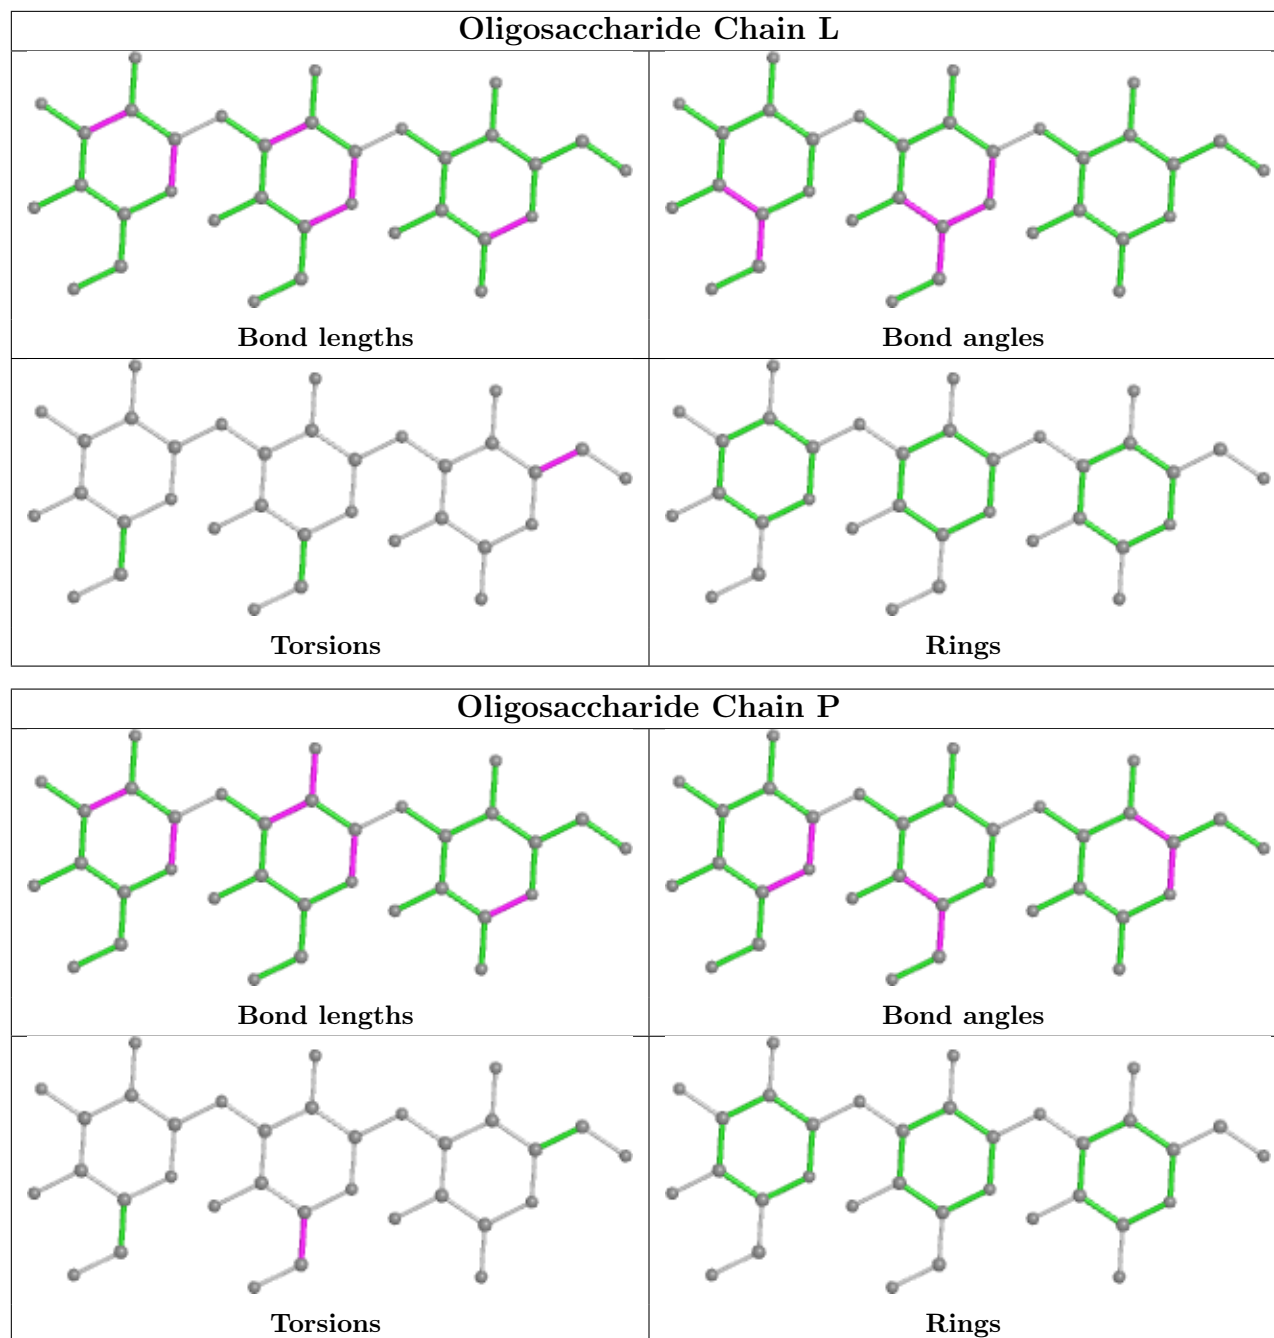 Oligosaccharide Chain L
Bond lengths
Bond angles
Torsions
Rings
Oligosaccharide Chain P
Bond lengths
Bond angles
Torsions
Rings